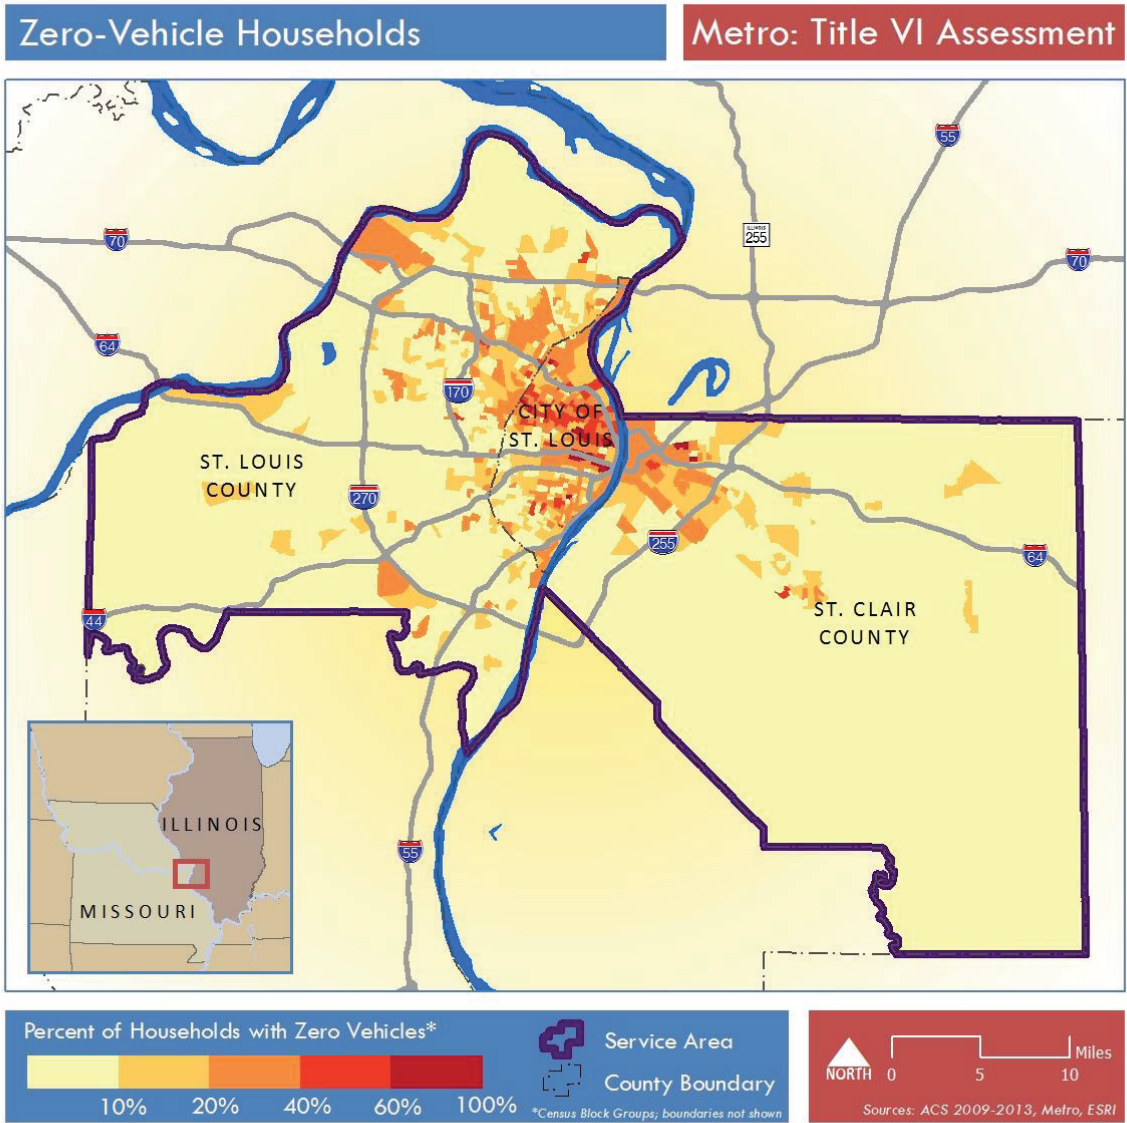 Zero-Vehicle Households
Metro: Title VI Assessment
55
70
ILLINOIS
255
70
64
170
CITY OF
ST. LOUIS
ST. LOUIS
COUNTY
270
255
64
44
ST. CLAIR
COUNTY
ILLINOIS
MISSOURI
55
Percent of Households with Zero Vehicles*
10% 20% 40% 60% 100%
Service Area
County Boundary
*Census Block Groups; boundaries not shown
NORTH
Miles
0 5 10
Sources: ACS 2009-2013, Metro, ESRI